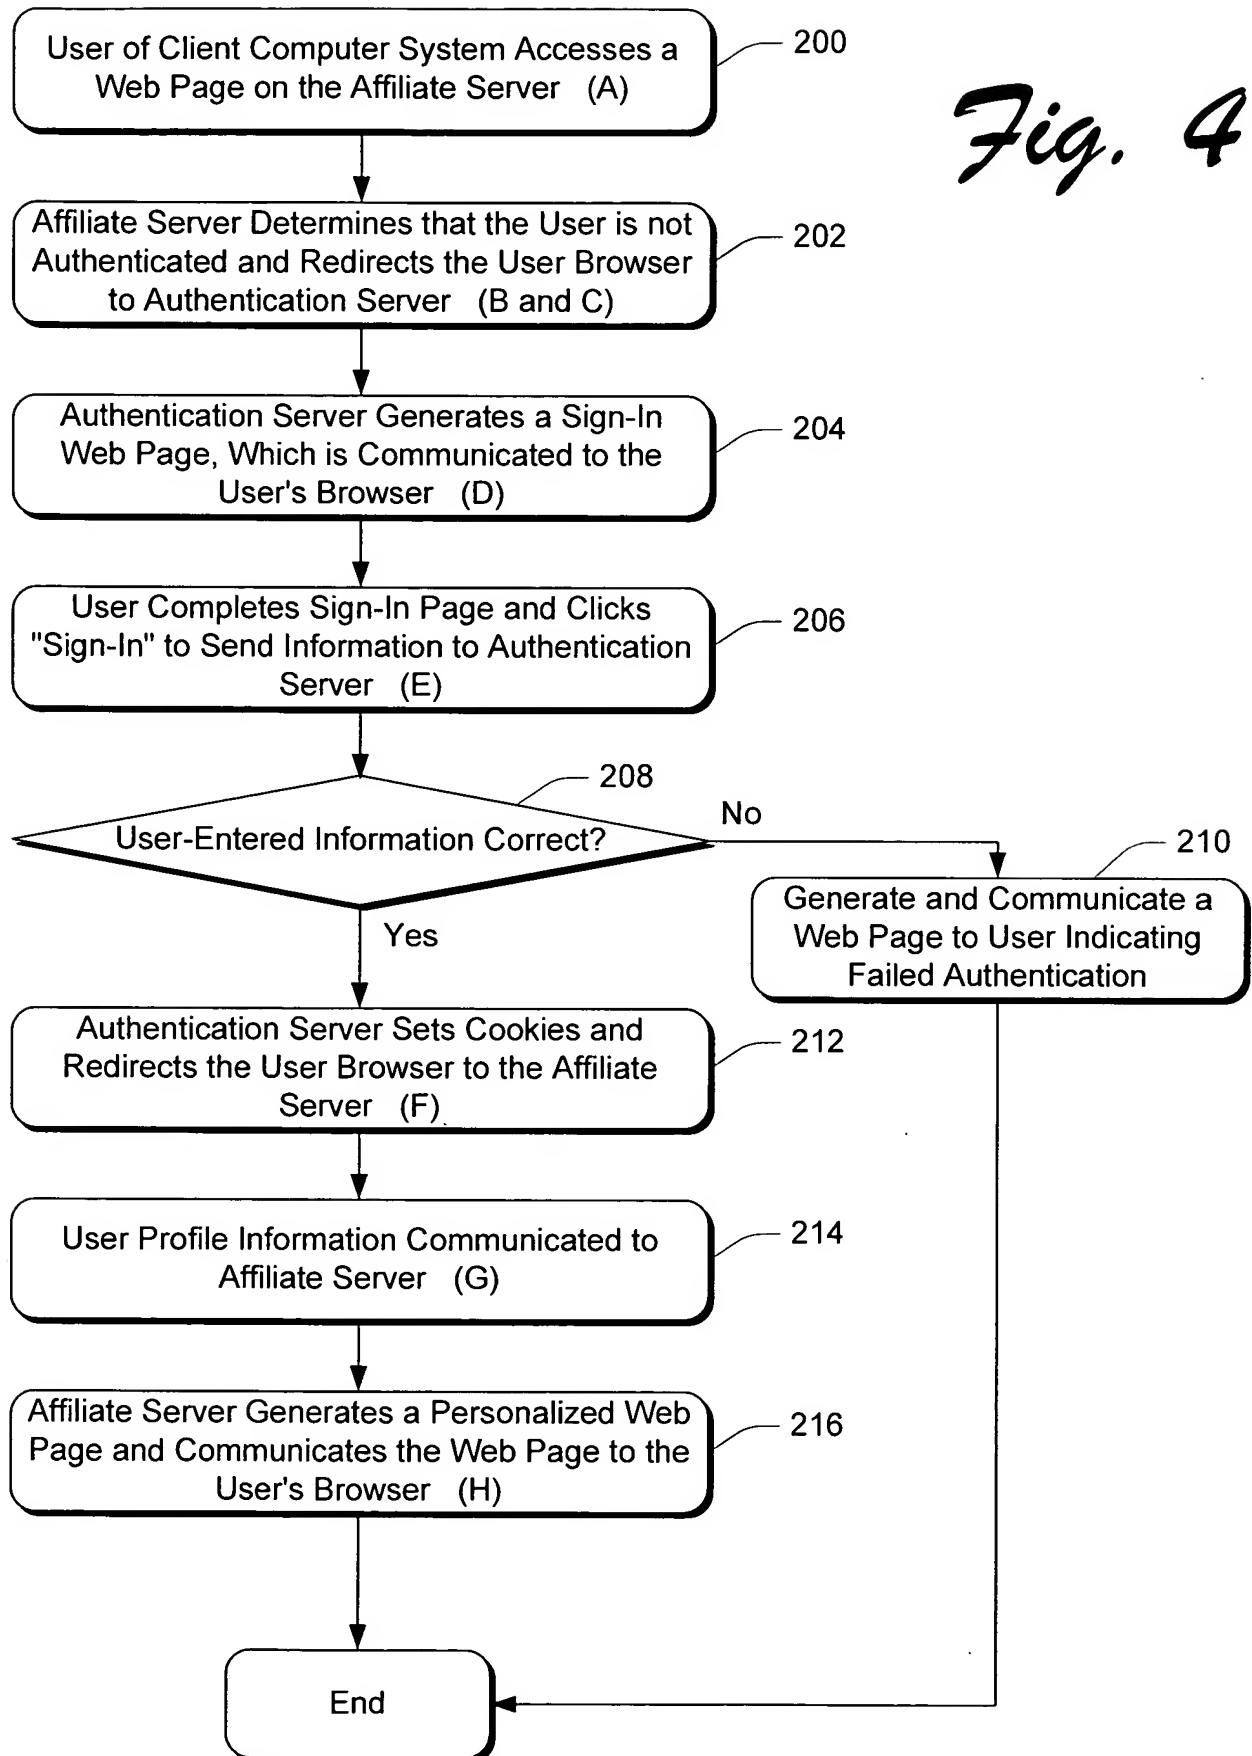 User of Client Computer System Accesses a
Web Page on the Affiliate Server (A)
200
Fig. 4
Affiliate Server Determines that the User is not
Authenticated and Redirects the User Browser
to Authentication Server (B and C)
202
Authentication Server Generates a Sign-In
Web Page, Which is Communicated to the
User's Browser (D)
204
User Completes Sign-In Page and Clicks
"Sign-In" to Send Information to Authentication
Server (E)
206
208
User-Entered Information Correct?
No
210
Generate and Communicate a
Web Page to User Indicating
Failed Authentication
Yes
Authentication Server Sets Cookies and
Redirects the User Browser to the Affiliate
Server (F)
212
User Profile Information Communicated to
Affiliate Server (G)
214
Affiliate Server Generates a Personalized Web
Page and Communicates the Web Page to the
User's Browser (H)
216
End